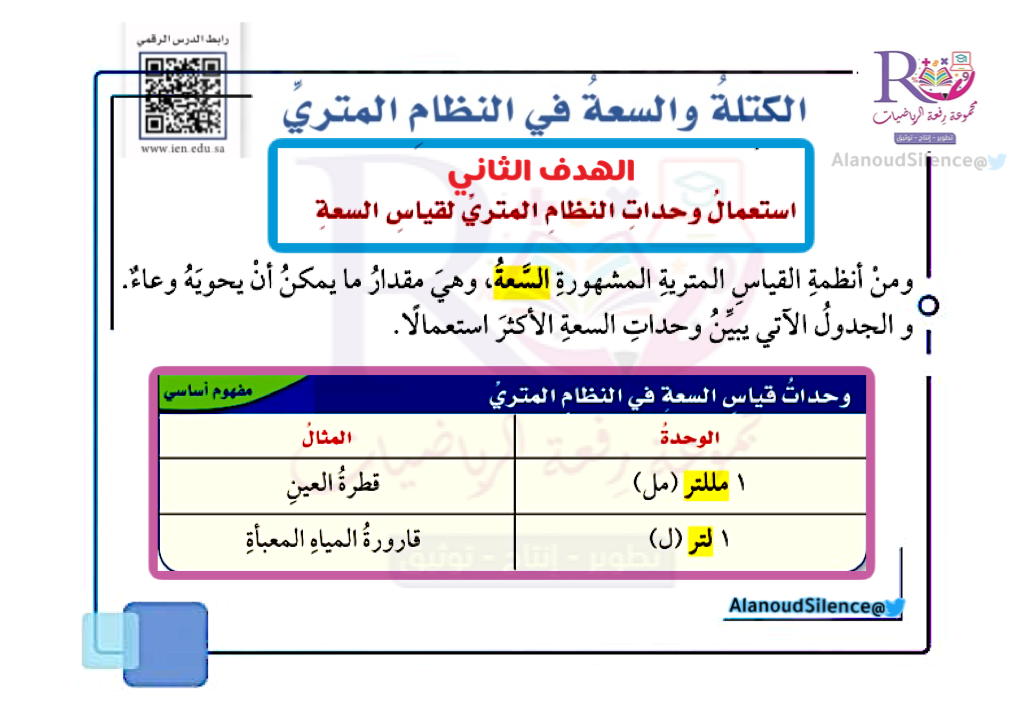 رابط الدرس الرقمي
www.ien.edu.sa
مجموعة رفعة الرياضيات
تطوير - إنتاج - توثيق
AlanoudSilence@
الكتلةُ والسعةُ في النظامِ المتريِّ
الهدف الثاني
استعمالُ وحداتِ النظامِ المتريِّ لقياسِ السعةِ
ومنْ أنظمةِ القياسِ المتريةِ المشهورةِ السَّعةُ، وهيَ مقدارُ ما يمكنُ أنْ يحويَهُ وعاءٌ.
و الجدولُ الآتي يبيِّنُ وحداتِ السعةِ الأكثرَ استعمالًا.
وحداتُ قياسِ السعةِ في النظامِ المتريِّ
مفهوم أساسي
الوحدةُ
المثالُ
١ مللتر (مل)
قطرةُ العينِ
١ لتر (ل)
قارورةُ المياهِ المعبأةِ
مجموعة رفعة الرياضيات
تطوير - إنتاج - توثيق
AlanoudSilence@